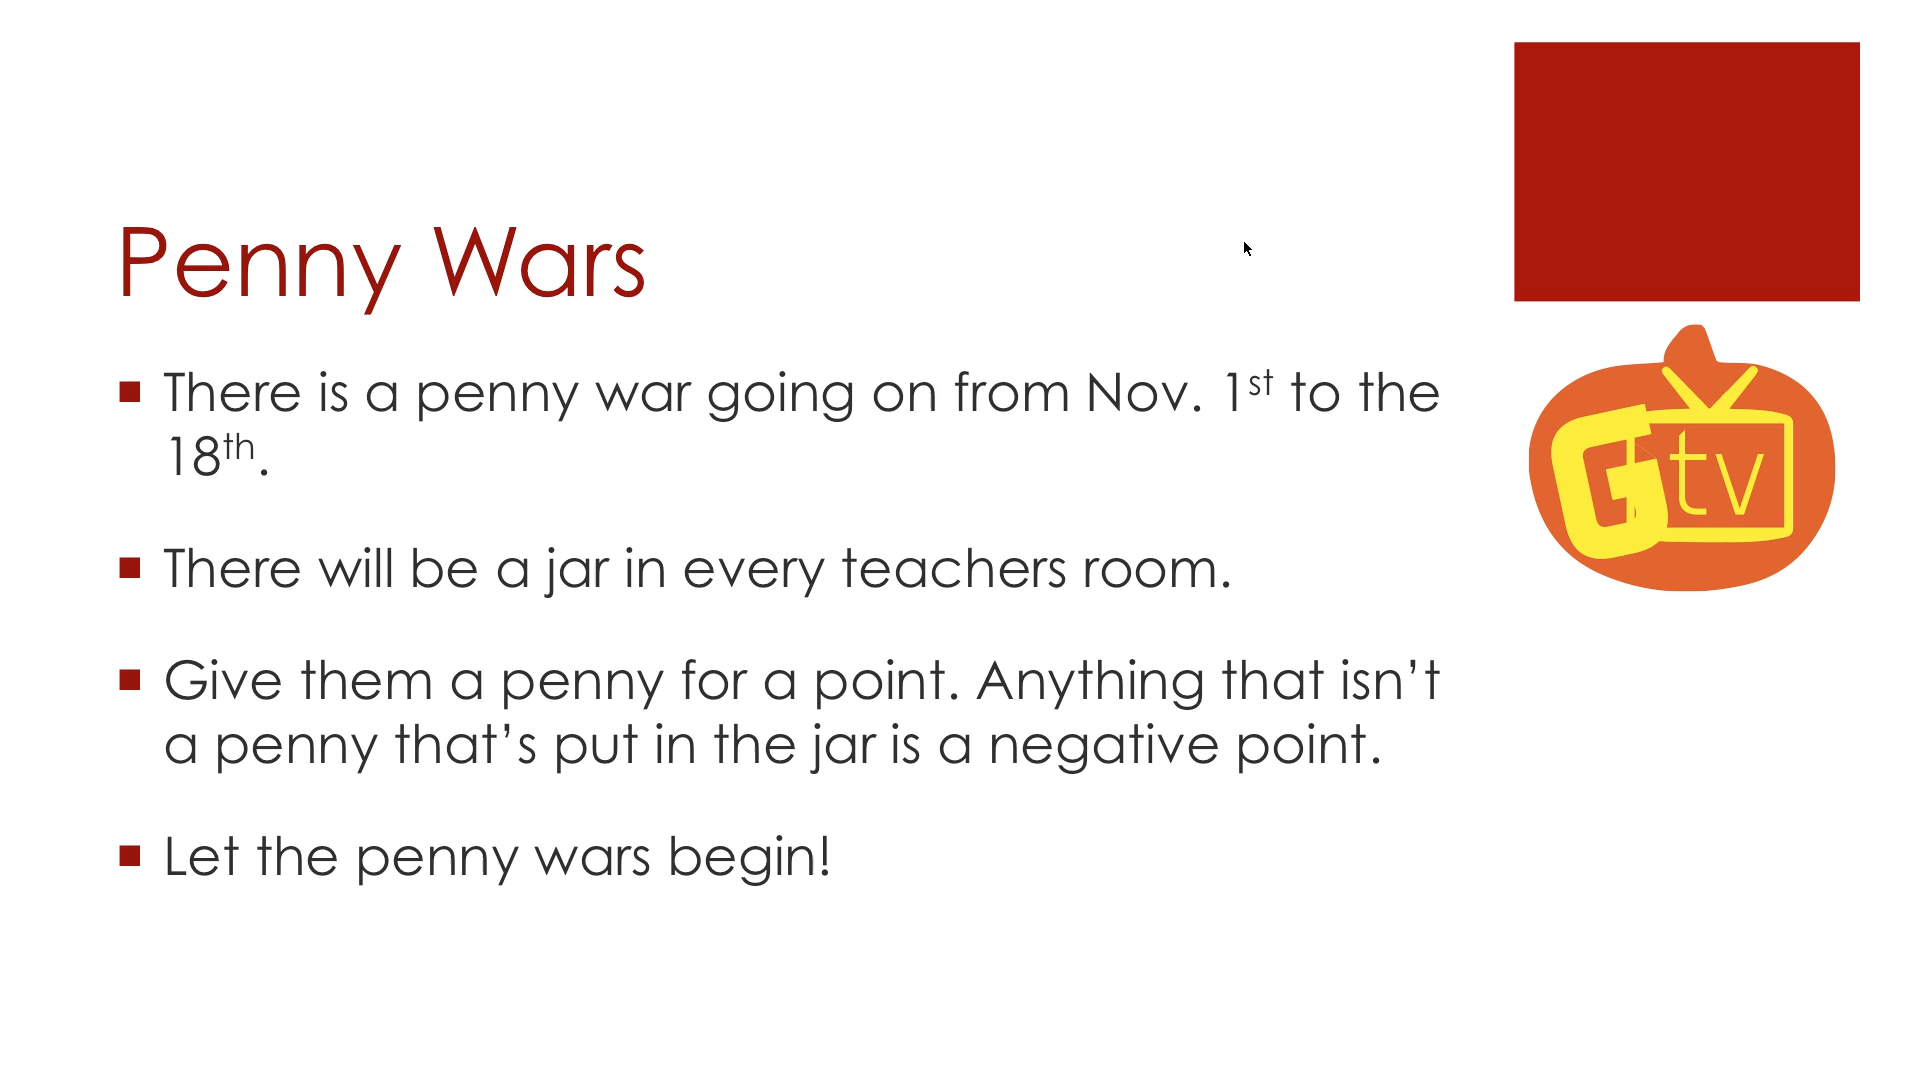 Penny Wars
There is a penny war going on from Nov. 1st to the
18th.
There will be a jar in every teachers room.
Give them a penny for a point. Anything that isn’t
a penny that’s put in the jar is a negative point.
Let the penny wars begin!
G tv